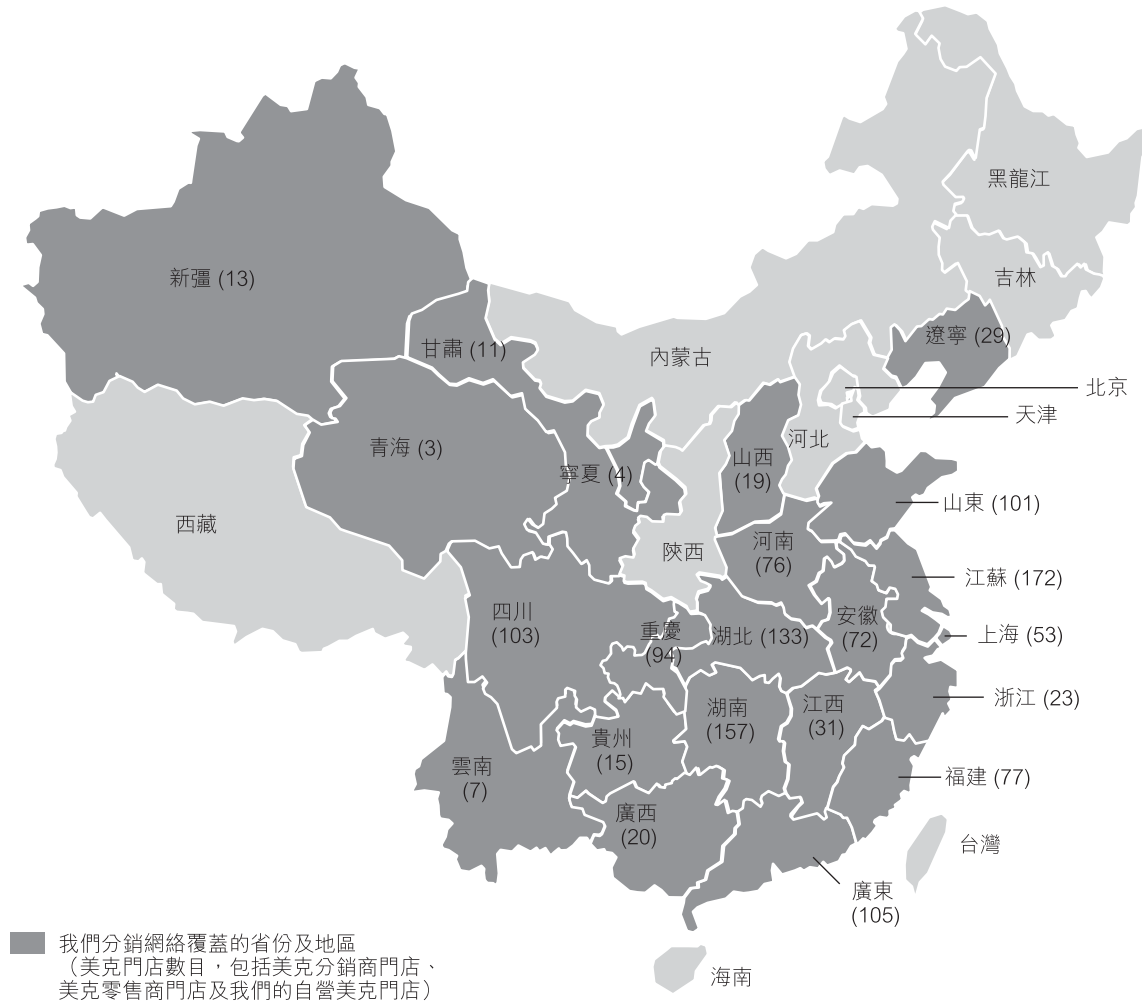 黑龍江
新疆 (13)
吉林
遼寧 (29)
甘肅 (11)
內蒙古
北京
天津
河北
青海 (3)
山西
(19)
寧夏 (4)
山東 (101)
西藏
陝西
河南
(76)
江蘇 (172)
四川
(103)
安徽
(72)
重慶
(94)
湖北 (133)
上海 (53)
浙江 (23)
湖南
(157)
江西
(31)
貴州
(15)
雲南
(7)
福建 (77)
廣西
(20)
台灣
廣東
(105)
海南
我們分銷網絡覆蓋的省份及地區
（美克門店數目，包括美克分銷商門店、
美克零售商門店及我們的自營美克門店）